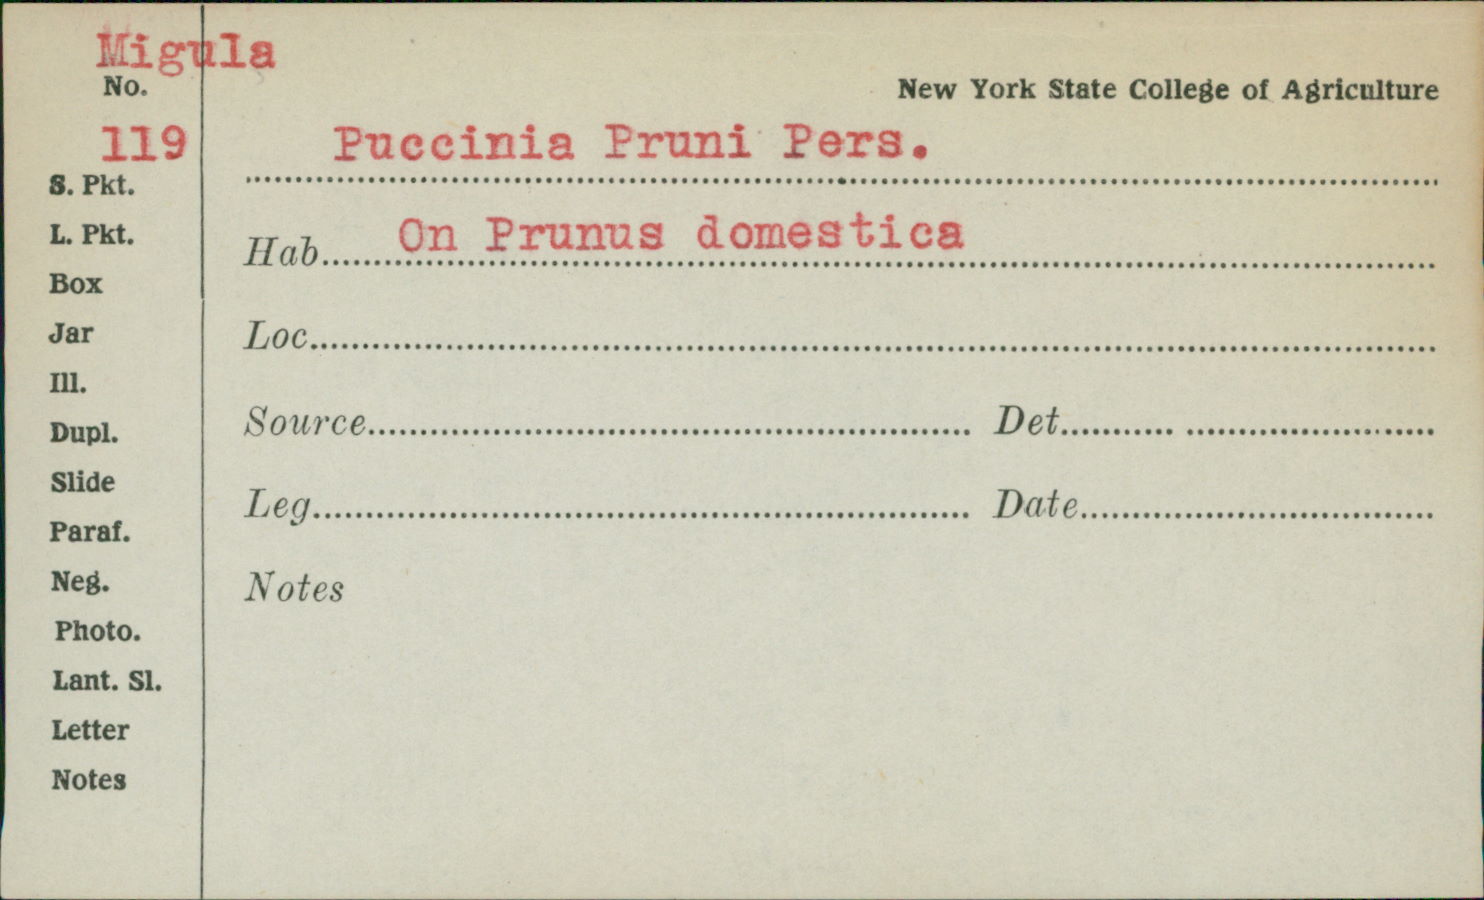 Migula
No.
New York State College of Agriculture
119
Puccinia Pruni Pers.
S. Pkt.
L. Pkt.
Hab. On Prunus domestica
Box
Jar
Loc.
Ill.
Dupl.
Source Det.
Slide
Leg. Date
Paraf.
Neg.
Notes
Photo.
Lant. Sl.
Letter
Notes